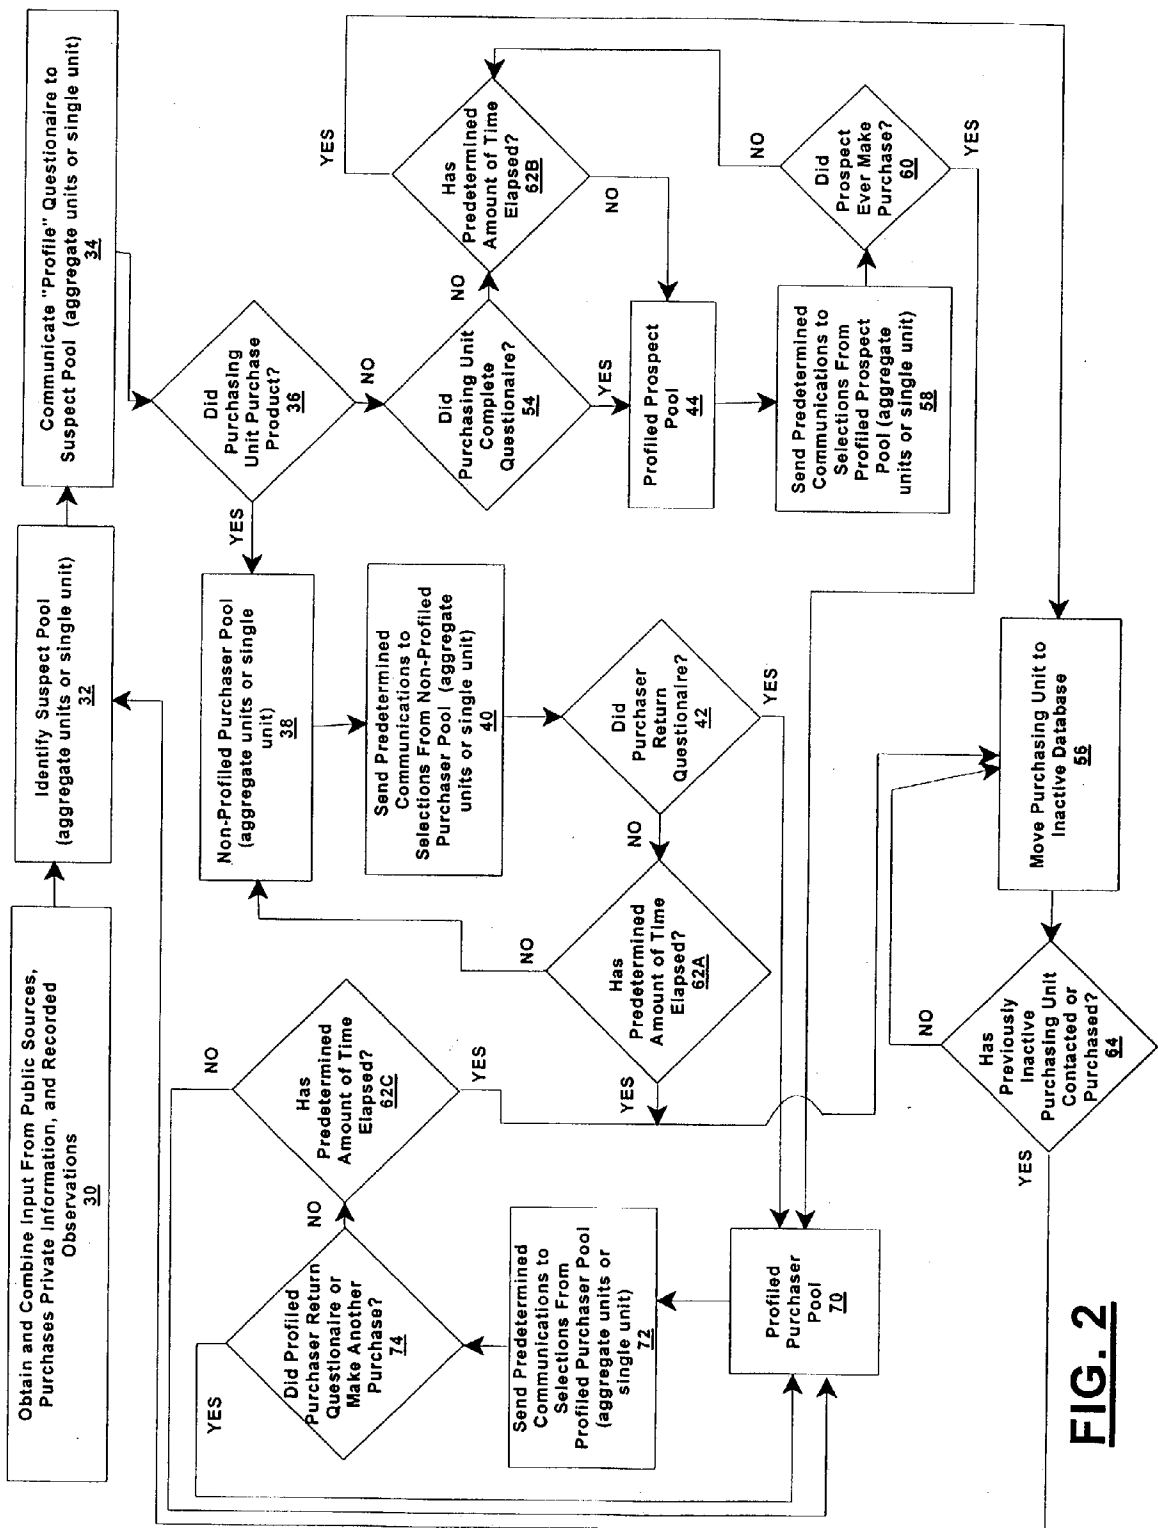 Obtain and Combine Input From Public Sources,
Purchases Private Information, and Recorded
Observations
30
Identify Suspect Pool
(aggregate units or single unit)
32
Communicate "Profile" Questionaire to
Suspect Pool (aggregate units or single unit)
34
Did
Purchasing
Unit Purchase
Product?
36
YES
NO
Non-Profiled Purchaser Pool
(aggregate units or single
unit)
38
Send Predetermined
Communications to
Selections From Non-Profiled
Purchaser Pool (aggregate
units or single unit)
40
Did
Purchaser
Return
Questionaire?
42
NO
YES
Has
Predetermined
Amount of Time
Elapsed?
62A
NO
YES
Did
Purchasing Unit
Complete
Questionaire?
54
NO
YES
Has
Predetermined
Amount of Time
Elapsed?
62B
YES
NO
Profiled Prospect
Pool
44
Send Predetermined
Communications to
Selections From
Profiled Prospect
Pool (aggregate
units or single unit)
58
Did
Prospect
Ever Make
Purchase?
60
NO
YES
Has
Predetermined
Amount of Time
Elapsed?
62C
NO
YES
Did Profiled
Purchaser Return
Questionaire or
Make Another
Purchase?
74
NO
YES
Send Predetermined
Communications to
Selections From
Profiled Purchaser Pool
(aggregate units or
single unit)
72
Profiled
Purchaser
Pool
70
Move Purchasing Unit to
Inactive Database
56
Has
Previously
Inactive
Purchasing Unit
Contacted or
Purchased?
64
NO
YES
FIG. 2